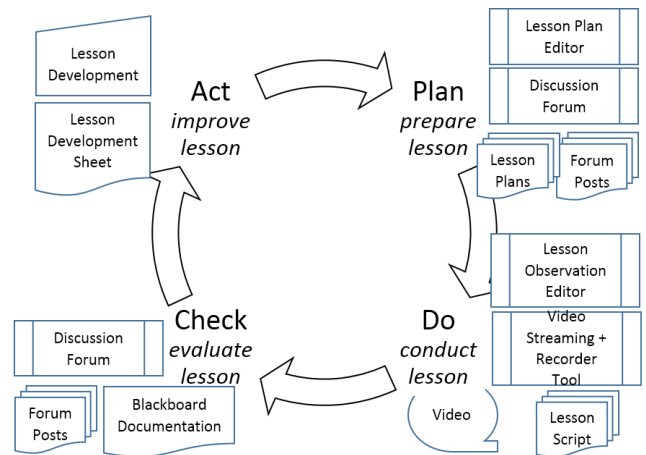 Lesson
Development
Lesson
Development
Sheet
Act
improve
lesson
Plan
prepare
lesson
Lesson Plan
Editor
Discussion
Forum
Lesson
Plans
Forum
Posts
Lesson
Observation
Editor
Video
Streaming +
Recorder
Tool
Do
conduct
lesson
Video
Lesson
Script
Check
evaluate
lesson
Discussion
Forum
Forum
Posts
Blackboard
Documentation